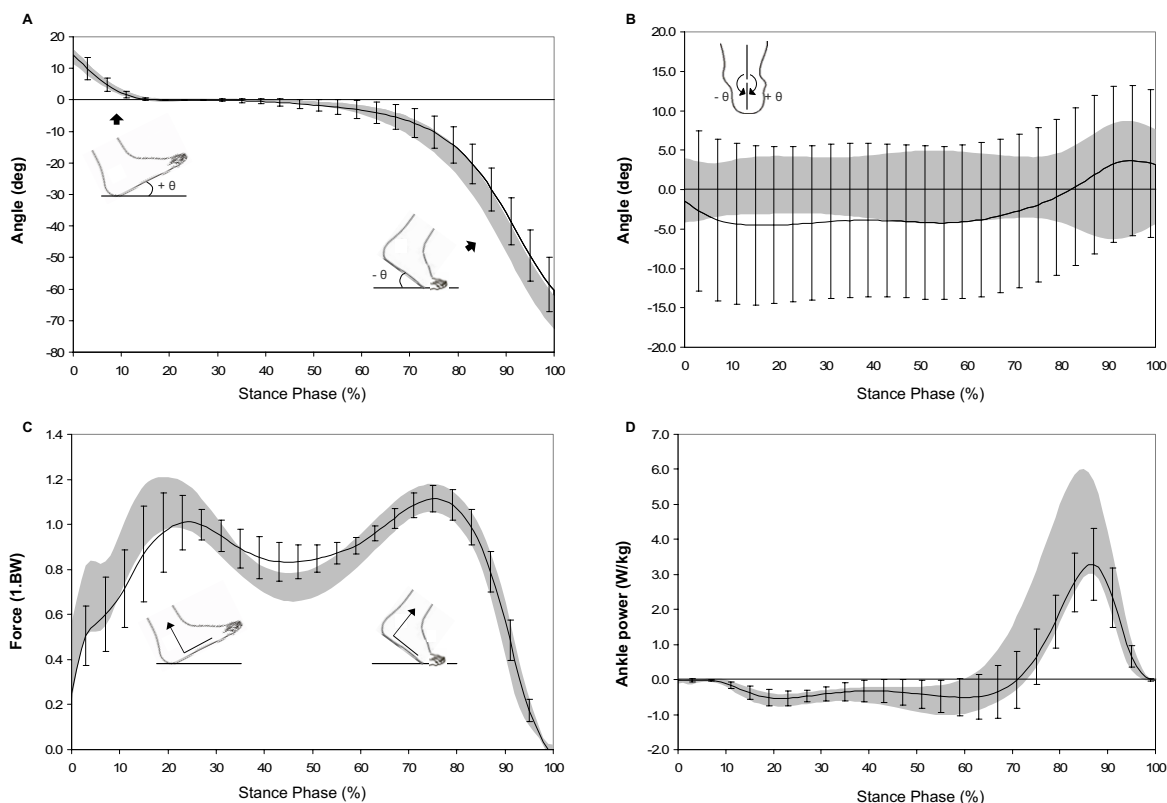 A
20
10
0
-10
-20
-30
-40
-50
-60
-70
-80
Angle (deg)
+ θ
- θ
0 10 20 30 40 50 60 70 80 90 100
Stance Phase (%)
B
20.0
15.0
10.0
5.0
0.0
-5.0
-10.0
-15.0
-20.0
Angle (deg)
- θ + θ
0 10 20 30 40 50 60 70 80 90 100
Stance Phase (%)
C
1.4
1.2
1.0
0.8
0.6
0.4
0.2
0.0
Force (1.BW)
0 10 20 30 40 50 60 70 80 90 100
Stance Phase (%)
D
7.0
6.0
5.0
4.0
3.0
2.0
1.0
0.0
-1.0
-2.0
Ankle power (W/kg)
0 10 20 30 40 50 60 70 80 90 100
Stance Phase (%)